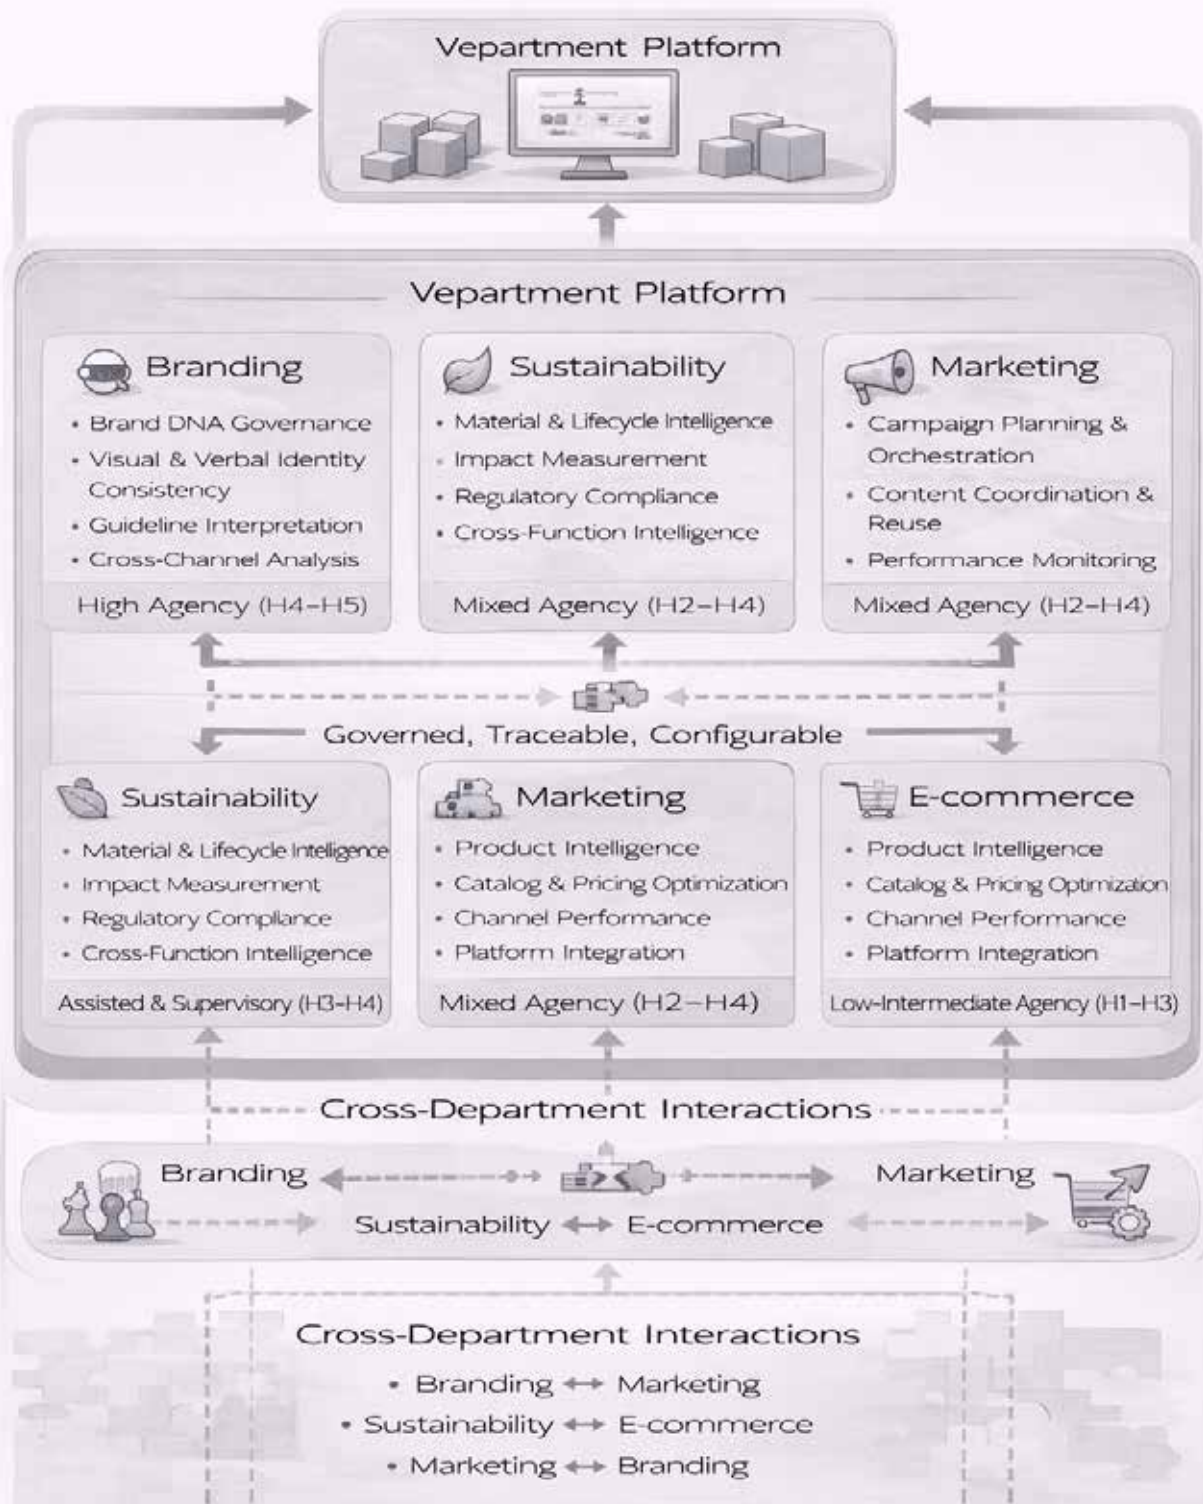 Vepartment Platform
Vepartment Platform
Branding
• Brand DNA Governance
• Visual & Verbal Identity
Consistency
• Guideline Interpretation
• Cross-Channel Analysis
High Agency (H4–H5)
Sustainability
• Material & Lifecycle Intelligence
• Impact Measurement
• Regulatory Compliance
• Cross-Function Intelligence
Mixed Agency (H2–H4)
Marketing
• Campaign Planning &
Orchestration
• Content Coordination &
Reuse
• Performance Monitoring
Mixed Agency (H2–H4)
Governed, Traceable, Configurable
Sustainability
• Material & Lifecycle Intelligence
• Impact Measurement
• Regulatory Compliance
• Cross-Function Intelligence
Assisted & Supervisory (H3–H4)
Marketing
• Product Intelligence
• Catalog & Pricing Optimization
• Channel Performance
• Platform Integration
Mixed Agency (H2–H4)
E-commerce
• Product Intelligence
• Catalog & Pricing Optimization
• Channel Performance
• Platform Integration
Low-Intermediate Agency (H1–H3)
Cross-Department Interactions
Branding
Marketing
Sustainability ↔ E-commerce
Cross-Department Interactions
• Branding ↔ Marketing
• Sustainability ↔ E-commerce
• Marketing ↔ Branding